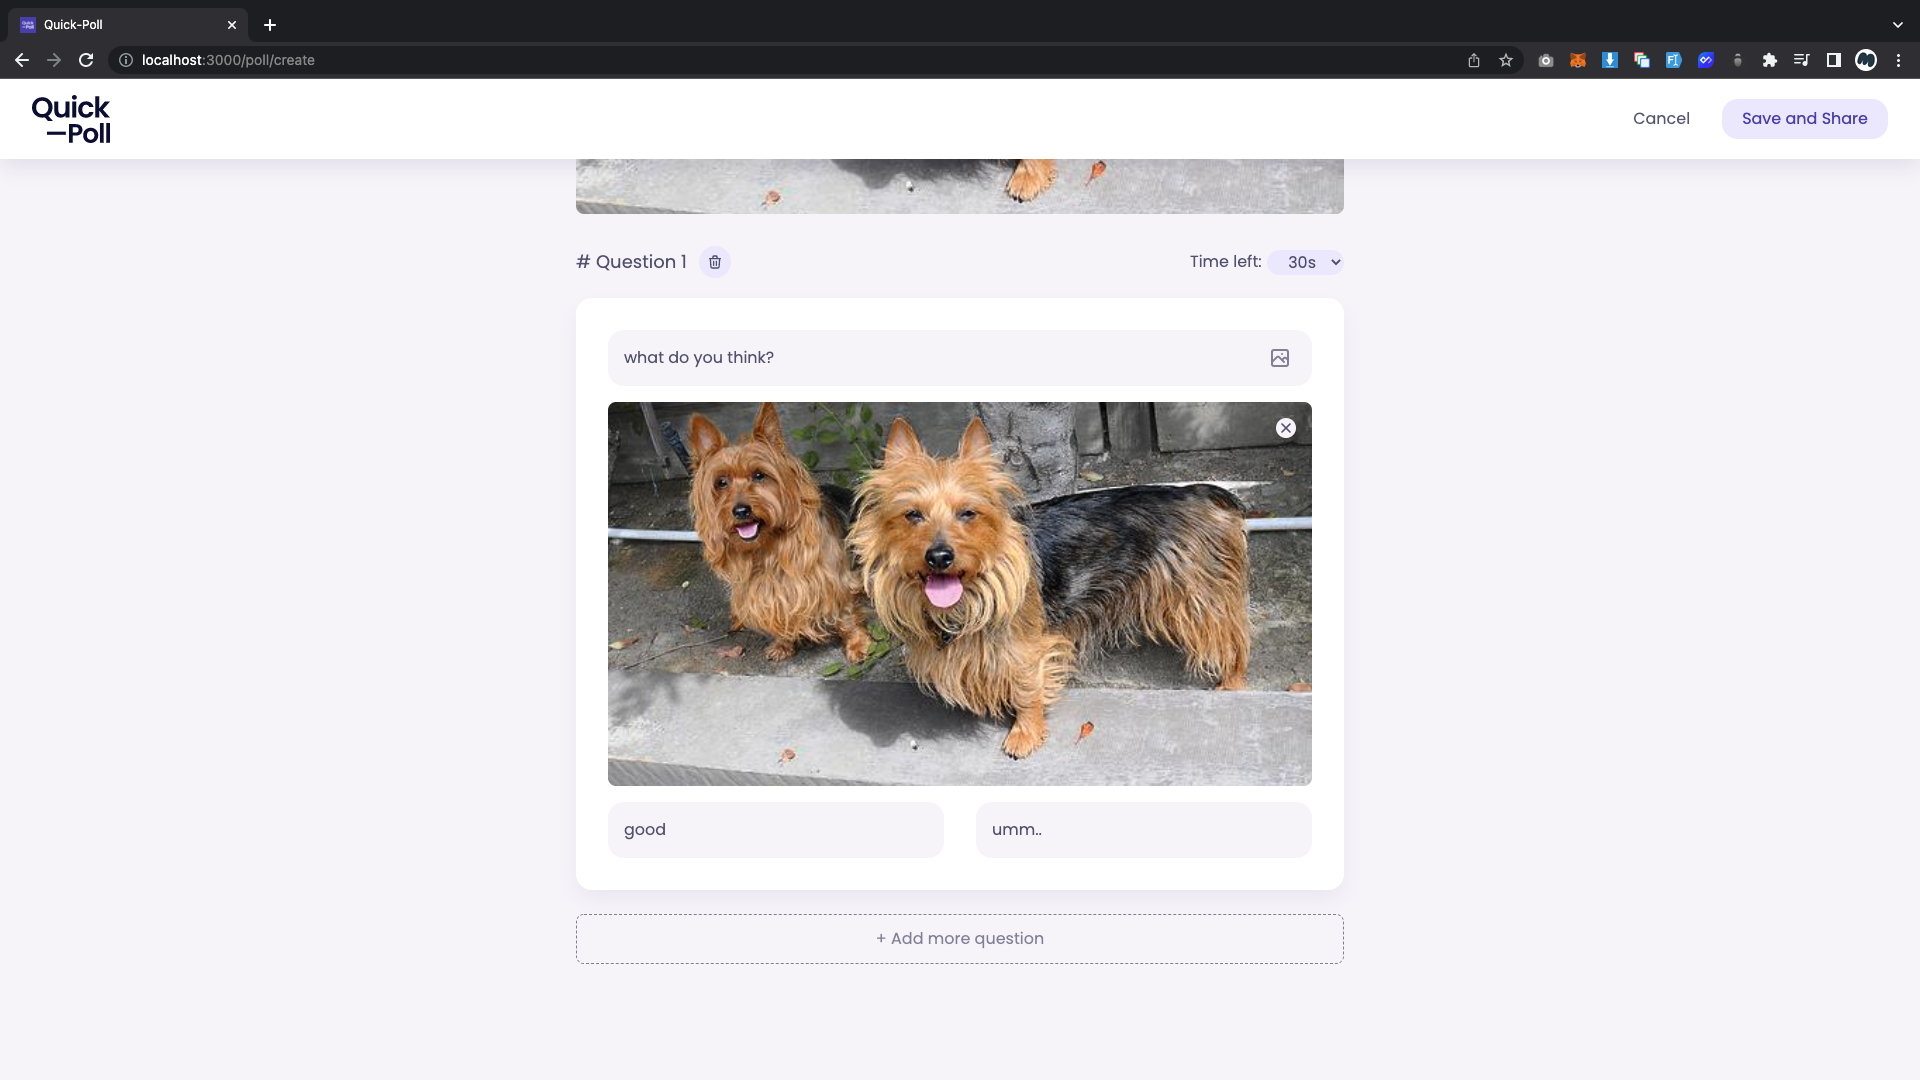 Quick-Poll
localhost:3000/poll/create
Quick
—Poll
Cancel
Save and Share
# Question 1
Time left: 30s
what do you think?
good
umm..
+ Add more question